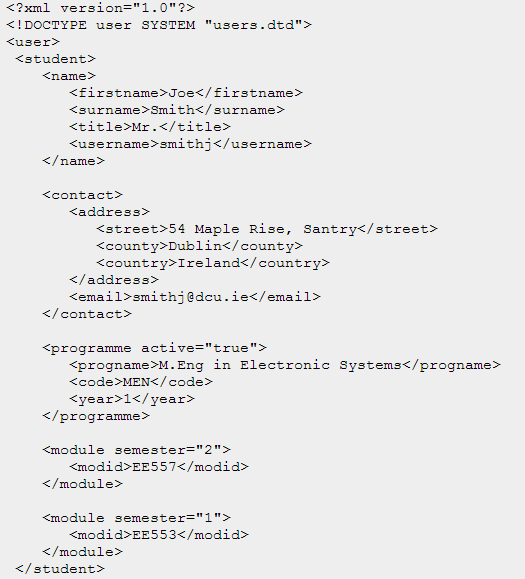 <?xml version="1.0"?>
<!DOCTYPE user SYSTEM "users.dtd">
<user>
 <student>
    <name>
       <firstname>Joe</firstname>
       <surname>Smith</surname>
       <title>Mr.</title>
       <username>smithj</username>
    </name>

    <contact>
       <address>
          <street>54 Maple Rise, Santry</street>
          <county>Dublin</county>
          <country>Ireland</country>
       </address>
       <email>smithj@dcu.ie</email>
    </contact>

    <programme active="true">
       <progname>M.Eng in Electronic Systems</progname>
       <code>MEN</code>
       <year>1</year>
    </programme>

    <module semester="2">
       <modid>EE557</modid>
    </module>

    <module semester="1">
       <modid>EE553</modid>
    </module>
 </student>